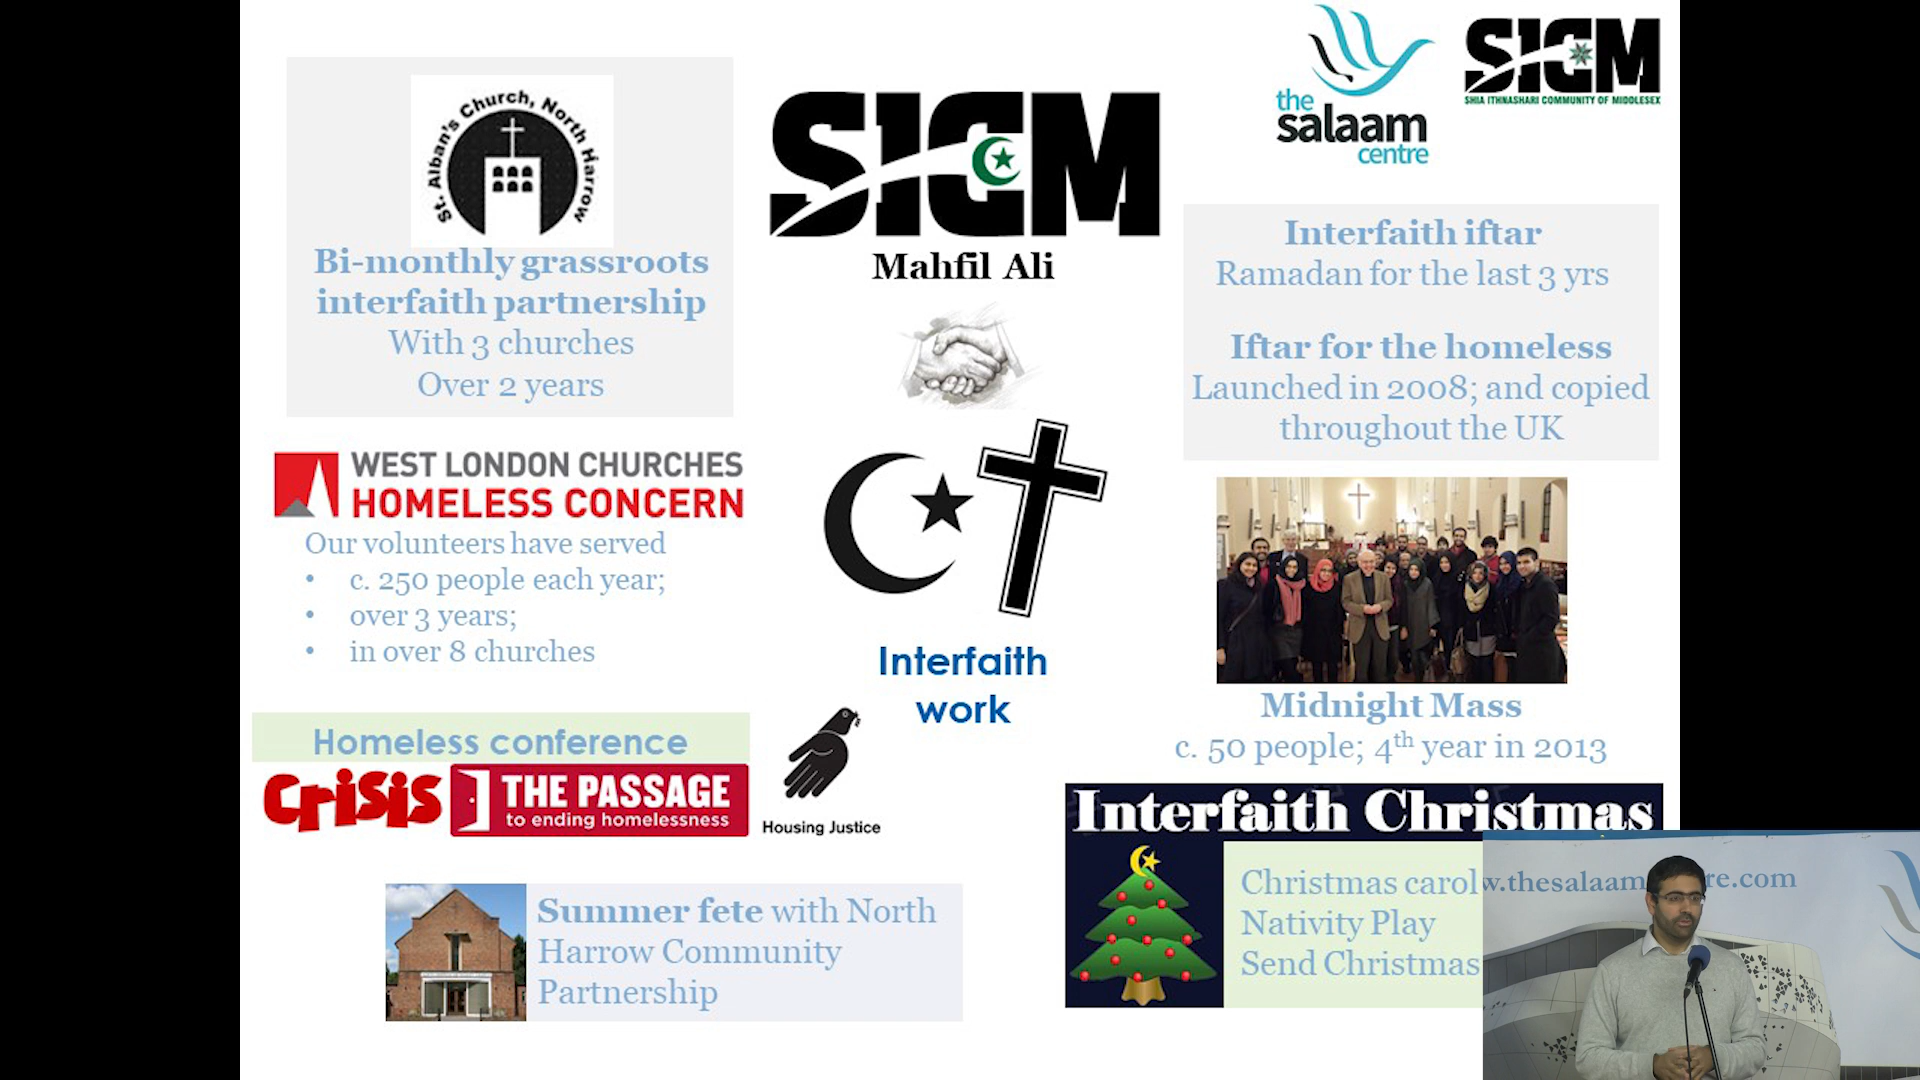 St. Alban's Church, North Harrow
Bi-monthly grassroots
interfaith partnership
With 3 churches
Over 2 years
WEST LONDON CHURCHES
HOMELESS CONCERN
Our volunteers have served
• c. 250 people each year;
• over 3 years;
• in over 8 churches
Homeless conference
CRISIS
THE PASSAGE
to ending homelessness
Housing Justice
Summer fete with North
Harrow Community
Partnership
SICM
Mahfil Ali
Interfaith
work
the
salaam
centre
SICM
SHIA ITHNASHARI COMMUNITY OF MIDDLESEX
Interfaith iftar
Ramadan for the last 3 yrs
Iftar for the homeless
Launched in 2008; and copied
throughout the UK
Midnight Mass
c. 50 people; 4th year in 2013
Interfaith Christmas
Christmas carol
Nativity Play
Send Christmas
w.thesalaam re.com